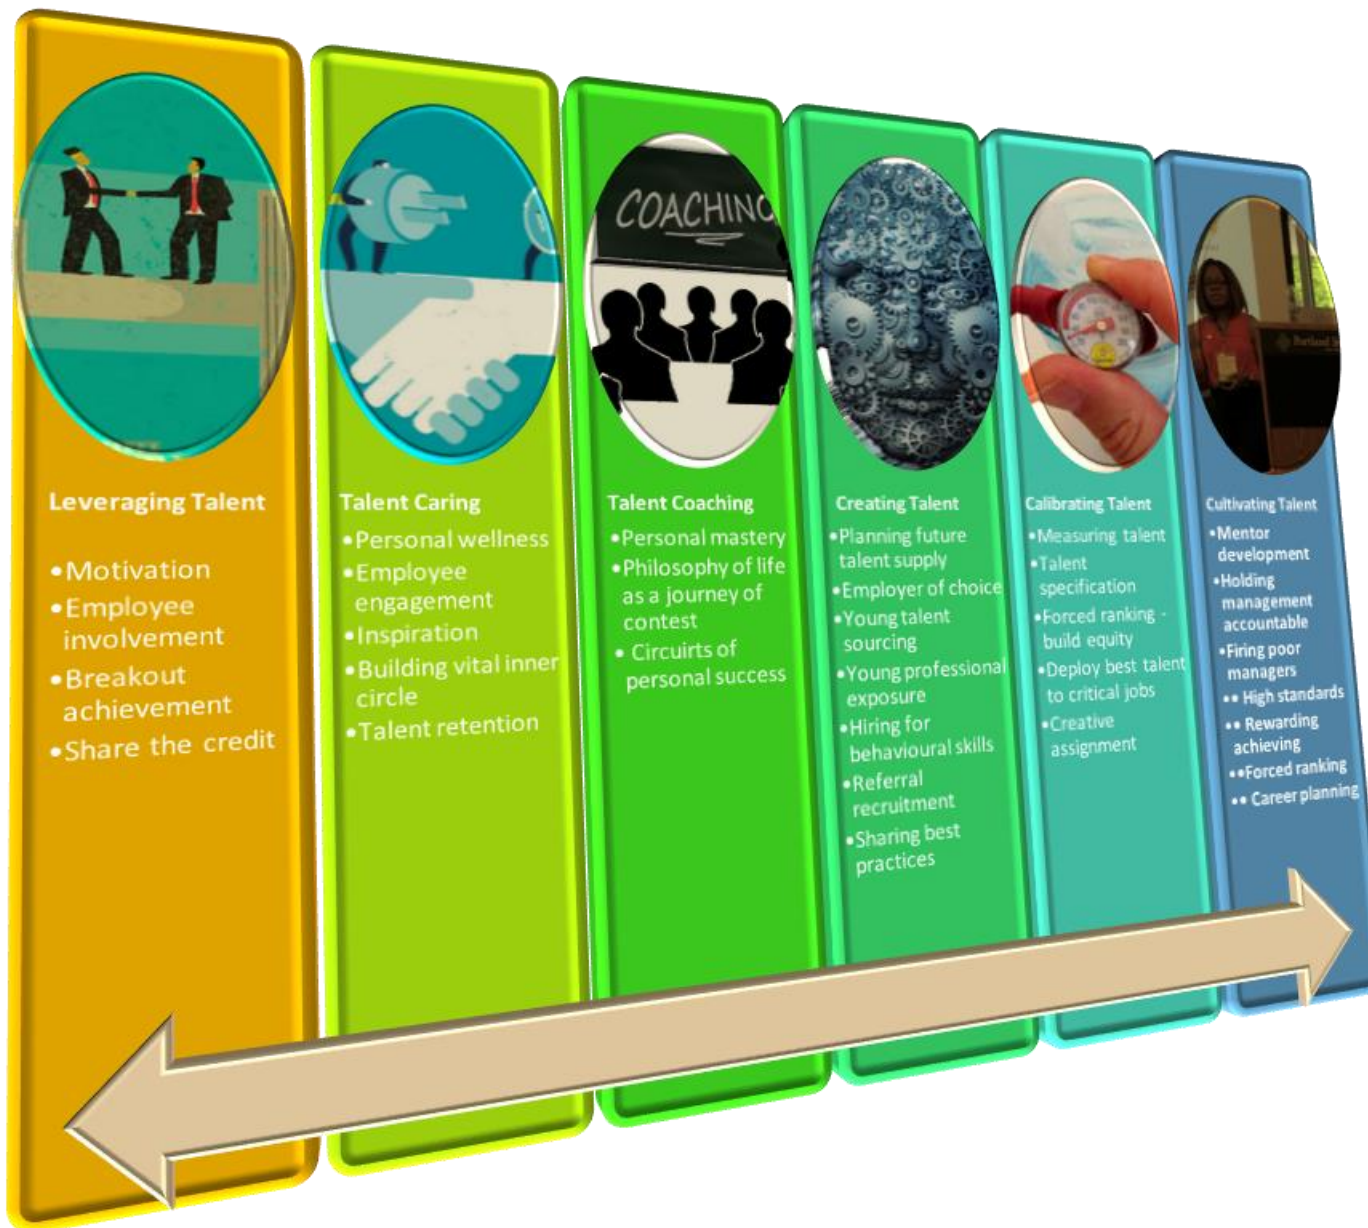 COACHING
Portland
Leveraging Talent
•Motivation
•Employee
involvement
•Breakout
achievement
•Share the credit
Talent Caring
•Personal wellness
•Employee
engagement
•Inspiration
•Building vital inner
circle
•Talent retention
Talent Coaching
•Personal mastery
•Philosophy of life
as a journey of
contest
• Circuirts of
personal success
Creating Talent
•Planning future
talent supply
•Employer of choice
•Young talent
sourcing
•Young professional
exposure
•Hiring for
behavioural skills
•Referral
recruitment
•Sharing best
practices
Calibrating Talent
•Measuring talent
•Talent
specification
•Forced ranking -
build equity
•Deploy best talent
to critical jobs
•Creative
assignment
Cultivating Talent
•Mentor
development
•Holding
management
accountable
•Firing poor
managers
•• High standards
•• Rewarding
achieving
••Forced ranking
•• Career planning